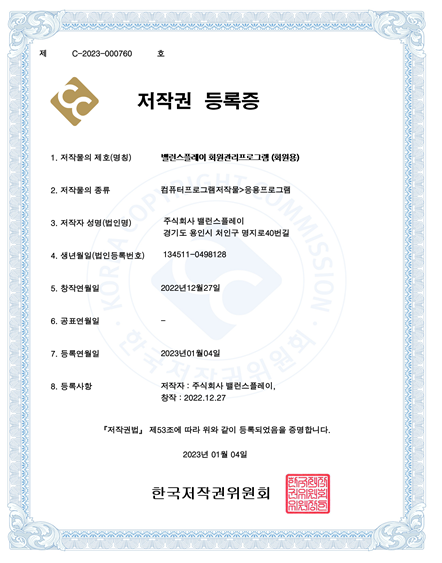 제 C-2023-000760 호
저작권 등록증
1. 저작물의 제호(명칭) 밸런스플레이 회원관리프로그램 (회원용)
2. 저작물의 종류 컴퓨터프로그램저작물>응용프로그램
3. 저작자 성명(법인명) 주식회사 밸런스플레이
경기도 용인시 처인구 명지로40번길
4. 생년월일(법인등록번호) 134511-0498128
5. 창작연월일 2022년12월27일
6. 공표연월일 –
7. 등록연월일 2023년01월04일
8. 등록사항 저작자 : 주식회사 밸런스플레이,
창작 : 2022.12.27
『저작권법』 제53조에 따라 위와 같이 등록되었음을 증명합니다.
2023년 01월 04일
한국저작권위원회
KOREA COPYRIGHT COMMISSION
한국저작권위원회